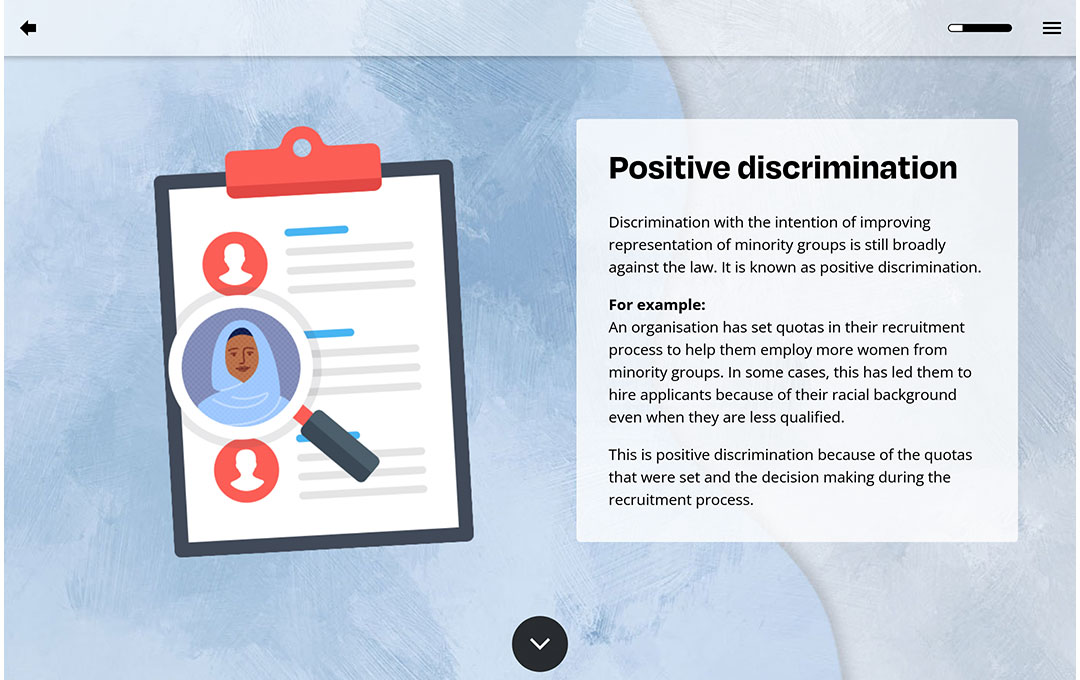 Positive discrimination
Discrimination with the intention of improving
representation of minority groups is still broadly
against the law. It is known as positive discrimination.
For example:
An organisation has set quotas in their recruitment
process to help them employ more women from
minority groups. In some cases, this has led them to
hire applicants because of their racial background
even when they are less qualified.
This is positive discrimination because of the quotas
that were set and the decision making during the
recruitment process.